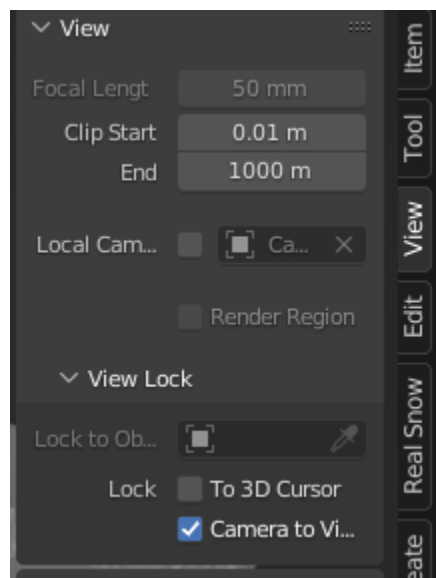 View
Focal Lengt 50 mm
Clip Start 0.01 m
End 1000 m
Local Cam... Ca...
Render Region
View Lock
Lock to Ob...
Lock To 3D Cursor
Camera to Vi...
Item
Tool
View
Edit
Real Snow
eate